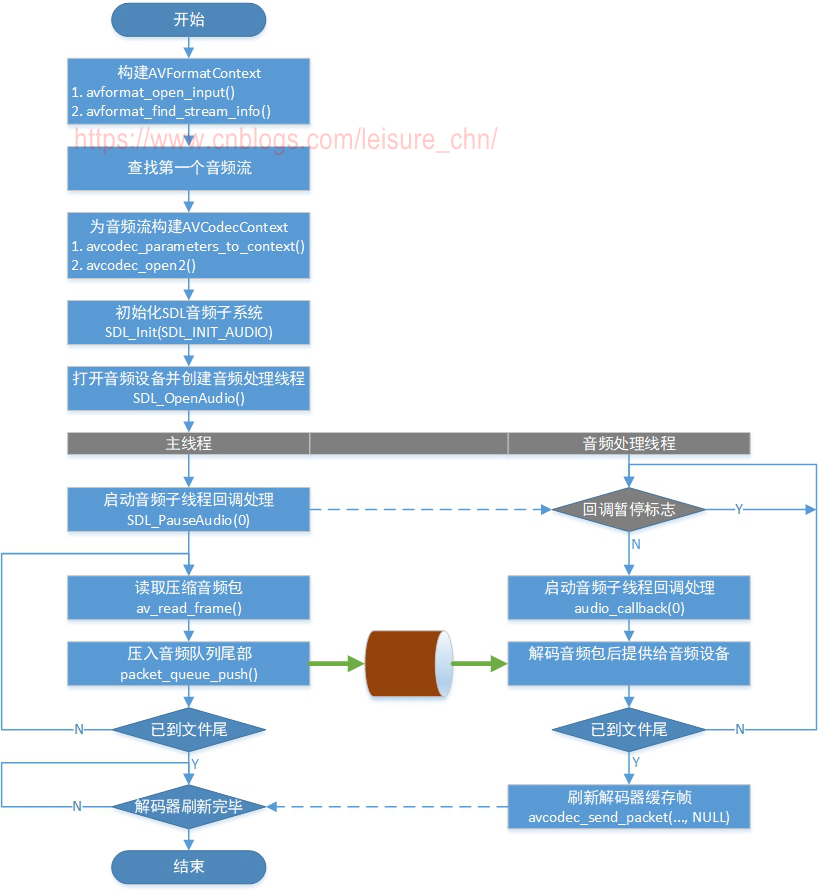 开始
构建AVFormatContext
1. avformat_open_input()
2. avformat_find_stream_info()
https://www.cnblogs.com/leisure_chn/
查找第一个音频流
为音频流构建AVCodecContext
1. avcodec_parameters_to_context()
2. avcodec_open2()
初始化SDL音频子系统
SDL_Init(SDL_INIT_AUDIO)
打开音频设备并创建音频处理线程
SDL_OpenAudio()
主线程
音频处理线程
启动音频子线程回调处理
SDL_PauseAudio(0)
回调暂停标志
Y
N
读取压缩音频包
av_read_frame()
启动音频子线程回调处理
audio_callback(0)
压入音频队列尾部
packet_queue_push()
解码音频包后提供给音频设备
N
已到文件尾
已到文件尾
N
Y
Y
N
解码器刷新完毕
刷新解码器缓存帧
avcodec_send_packet(..., NULL)
结束